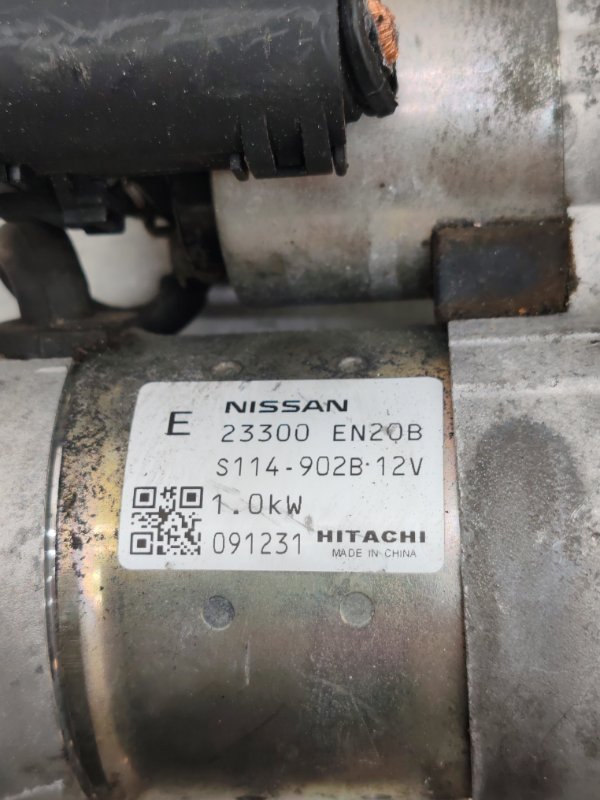 E NISSAN
23300 EN20B
S114-902B·12V
1.0kW
091231 HITACHI
MADE IN CHINA